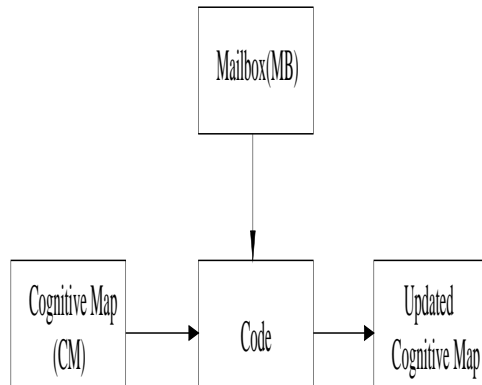 Mailbox(MB)
Cognitive Map
(CM)
Code
Updated
Cognitive Map